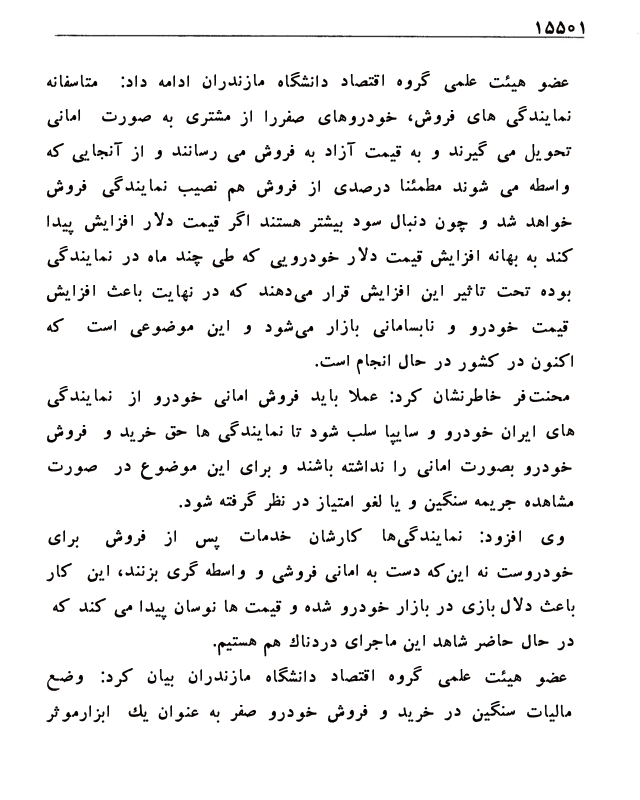 ۱۵۵۰۱
عضو هیئت علمی گروه اقتصاد دانشگاه مازندران ادامه داد: متاسفانه
نمایندگی های فروش، خودروهای صفررا از مشتری به صورت امانی
تحویل می گیرند و به قیمت آزاد به فروش می رسانند و از آنجایی که
واسطه می شوند مطمئنا درصدی از فروش هم نصیب نمایندگی فروش
خواهد شد و چون دنبال سود بیشتر هستند اگر قیمت دلار افزایش پیدا
کند به بهانه افزایش قیمت دلار خودرویی که طی چند ماه در نمایندگی
بوده تحت تاثیر این افزایش قرار می‌دهند که در نهایت باعث افزایش
قیمت خودرو و نابسامانی بازار می‌شود و این موضوعی است که
اکنون در کشور در حال انجام است.
محنت‌فر خاطرنشان کرد: عملا باید فروش امانی خودرو از نمایندگی
های ایران خودرو و سایپا سلب شود تا نمایندگی ها حق خرید و فروش
خودرو بصورت امانی را نداشته باشند و برای این موضوع در صورت
مشاهده جریمه سنگین و یا لغو امتیاز در نظر گرفته شود.
وی افزود: نمایندگی‌ها کارشان خدمات پس از فروش برای
خودروست نه این‌که دست به امانی فروشی و واسطه گری بزنند، این کار
باعث دلال بازی در بازار خودرو شده و قیمت ها نوسان پیدا می کند که
در حال حاضر شاهد این ماجرای دردناك هم هستیم.
عضو هیئت علمی گروه اقتصاد دانشگاه مازندران بیان کرد: وضع
مالیات سنگین در خرید و فروش خودرو صفر به عنوان یك ابزارموثر